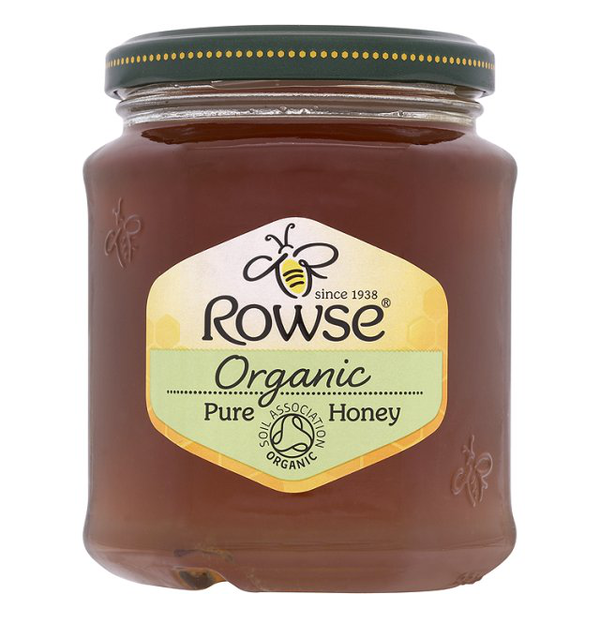 since 1938
Rowse®
Organic
Pure Honey
SOIL ASSOCIATION
ORGANIC